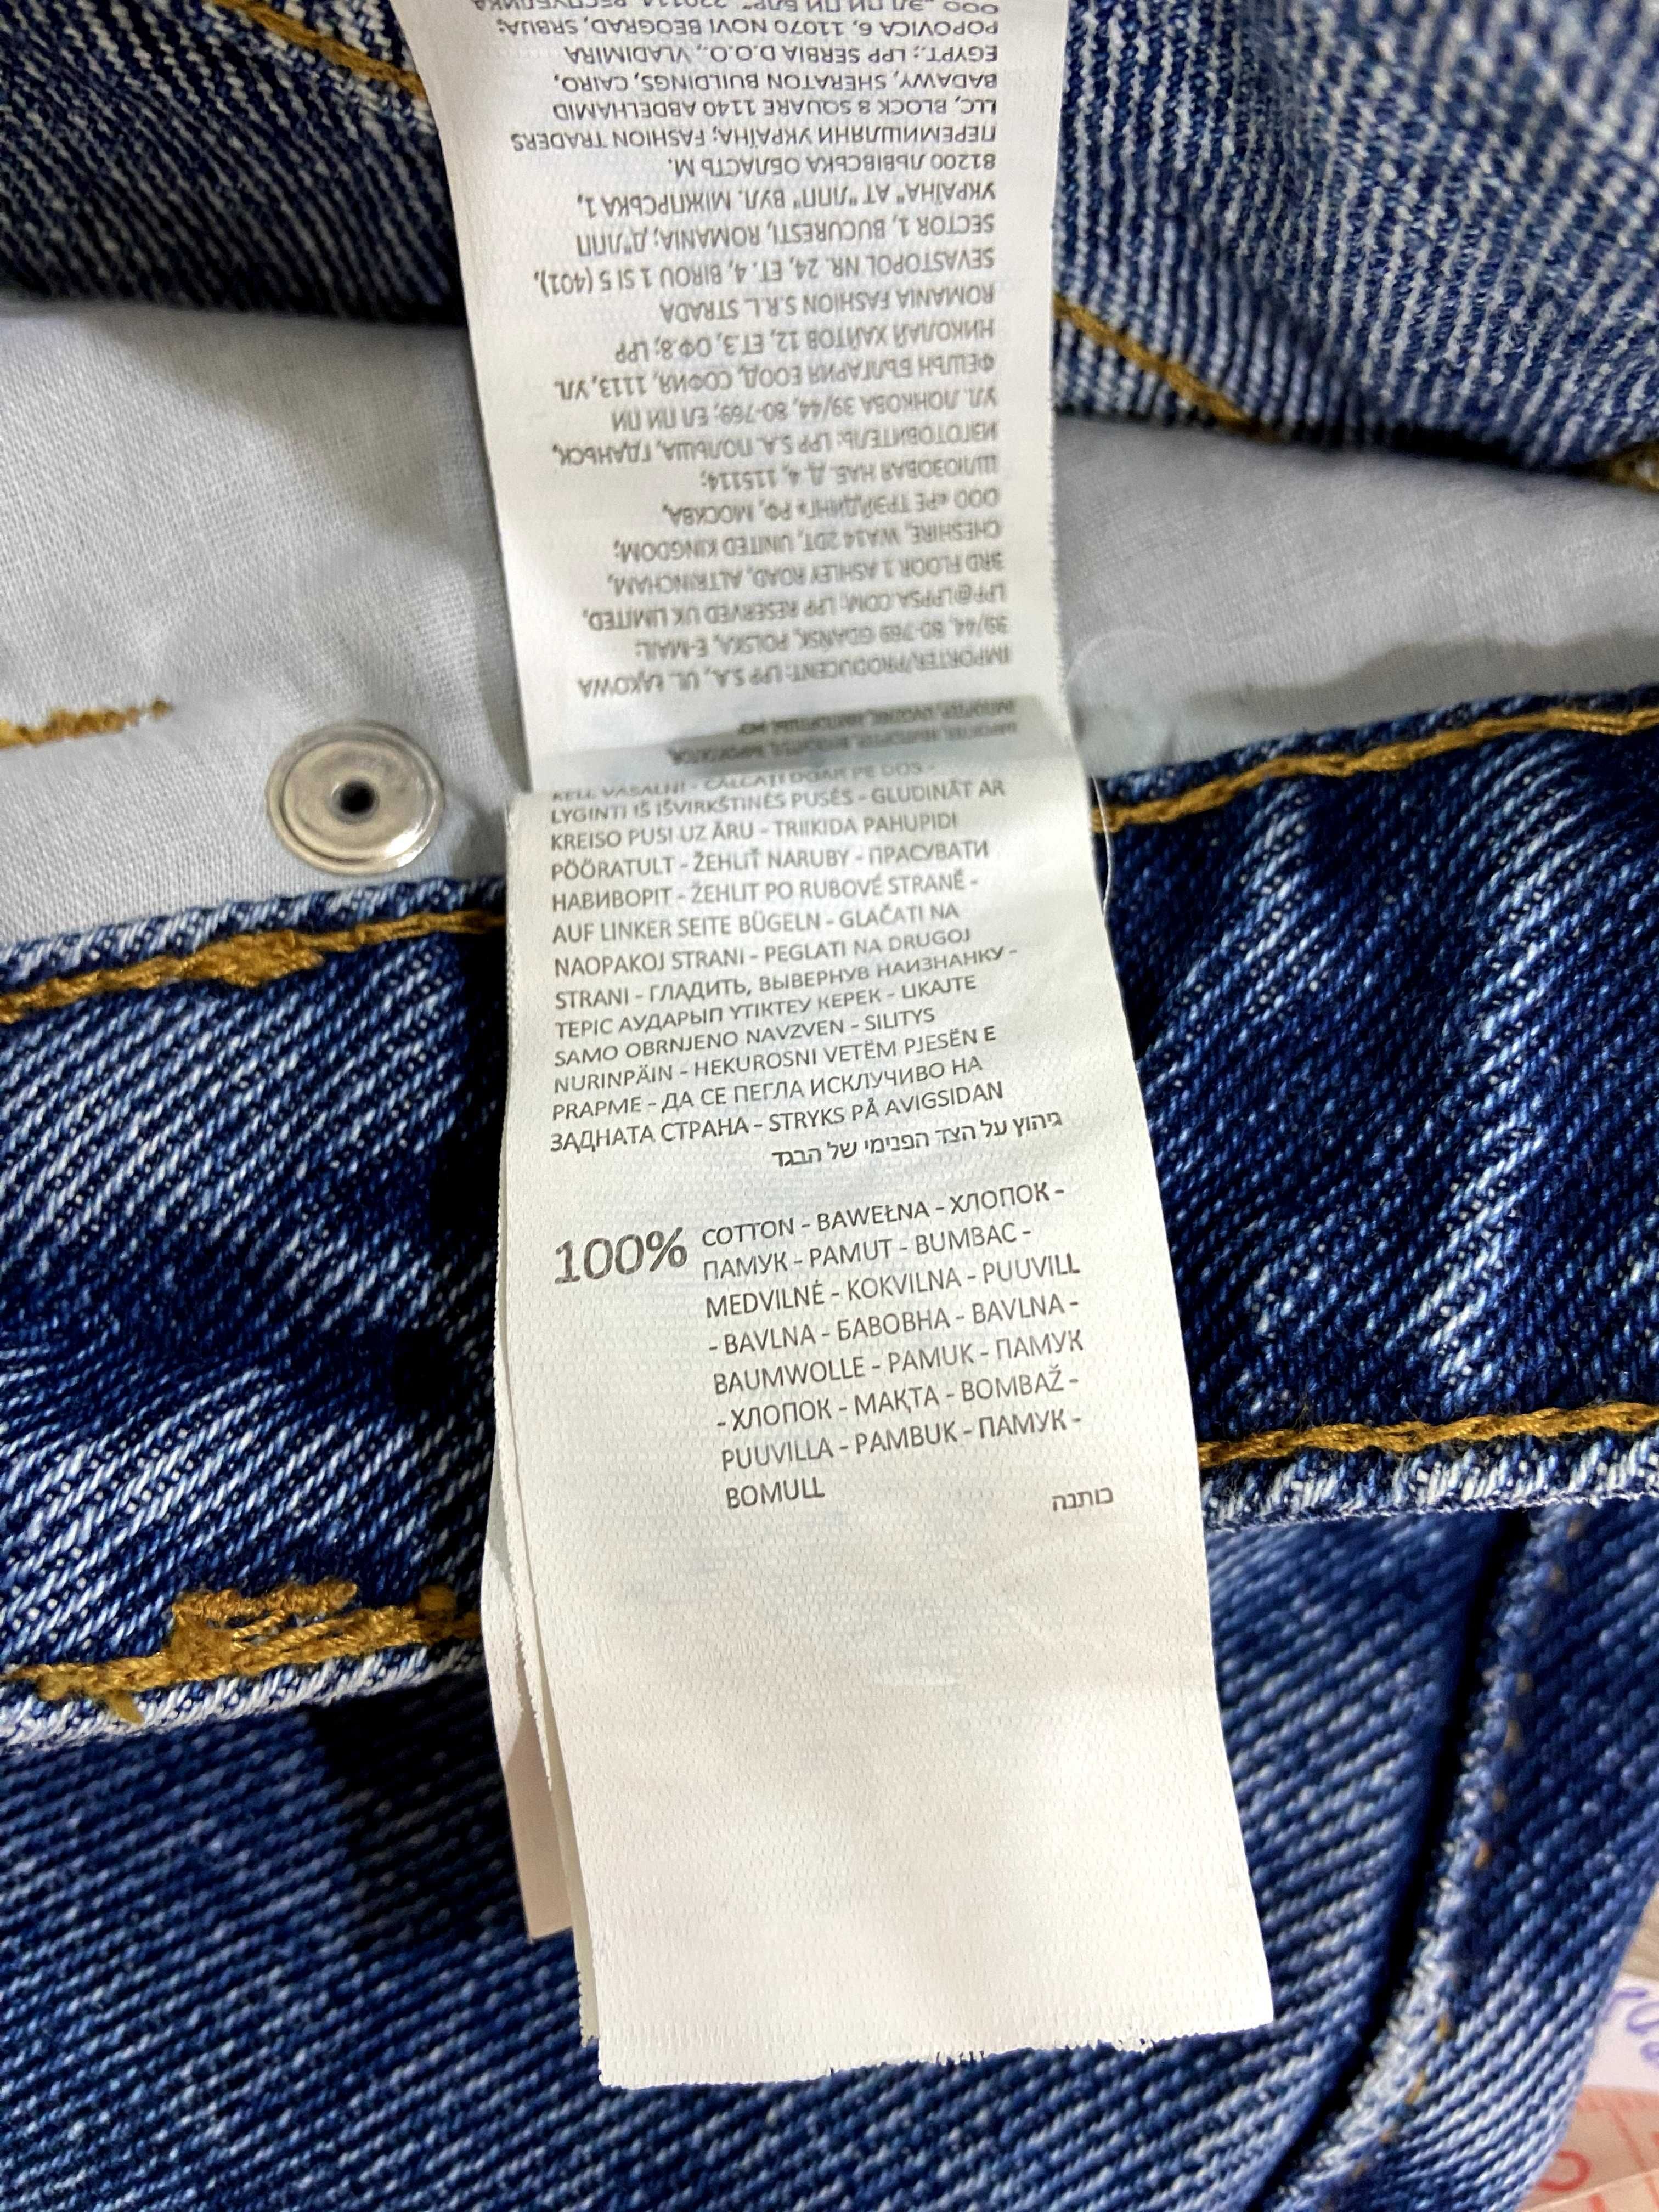 KELL VASALNI - CĂLCAȚI DOAR PE DOS -
LYGINTI IŠ IŠVIRKŠTINĖS PUSĖS - GLUDINĀT AR
KREISO PUSI UZ ĀRU - TRIIKIDA PAHUPIDI
PÖÖRATULT - ŽEHLIŤ NARUBY - ПРАСУВАТИ
НАВИВОРІТ - ŽEHLIT PO RUBOVÉ STRANĚ -
AUF LINKER SEITE BÜGELN - GLAČATI NA
NAOPAKOJ STRANI - PEGLATI NA DRUGOJ
STRANI - ГЛАДИТЬ, ВЫВЕРНУВ НАИЗНАНКУ -
ТЕРІС АУДАРЫП ҮТІКТЕУ КЕРЕК - LIKAJTE
SAMO OBRNJENO NAVZVEN - SILITYS
NURINPÄIN - HEKUROSNI VETËM PJESËN E
PRAPME - ДА СЕ ПЕГЛА ИСКЛУЧИВО НА
ЗАДНАТА СТРАНА - STRYKS PÅ AVIGSIDAN
גיהוץ על הצד הפנימי של הבגד
100% COTTON - BAWEŁNA - ХЛОПОК -
ПАМУК - PAMUT - BUMBAC -
MEDVILNĖ - KOKVILNA - PUUVILL
- BAVLNA - БАВОВНА - BAVLNA -
BAUMWOLLE - PAMUK - ПАМУК
- ХЛОПОК - МАҚТА - BOMBAŽ -
PUUVILLA - PAMBUK - ПАМУК -
BOMULL
כותנה
IMPORTER/PRODUCENT: LPP S.A., UL. ŁĄKOWA
39/44, 80-769 GDAŃSK, POLSKA, E-MAIL:
LPP@LPPSA.COM; LPP RESERVED UK LIMITED,
3RD FLOOR 1 ASHLEY ROAD, ALTRINCHAM,
CHESHIRE, WA14 2DT, UNITED KINGDOM;
ООО «РЕ ТРЭЙДИНГ» РФ, МОСКВА,
ШЛЮЗОВАЯ НАБ. Д. 4, 115114;
ИЗГОТОВИТЕЛЬ: LPP S.A. ПОЛЬША, ГДАНЬСК,
УЛ. ЛОНКОВА 39/44, 80-769; ЕЛ ПИ ПИ
ФЕШЪН БЪЛГАРИЯ ЕООД, СОФИЯ, 1113, УЛ.
НИКОЛАЙ ХАЙТОВ 12, ЕТ.3, ОФ.8; LPP
ROMANIA FASHION S.R.L. STRADA
SEVASTOPOL NR. 24, ET. 4, BIROU 1 SI 5 (401),
SECTOR 1, BUCURESTI, ROMANIA; Д"ЛПП
УКРАЇНА" АТ "ЛПП" ВУЛ. МІЖГІРСЬКА 1,
81200 ЛЬВІВСЬКА ОБЛАСТЬ М.
ПЕРЕМИШЛЯНИ УКРАЇНА; FASHION TRADERS
LLC, BLOCK 8 SQUARE 1140 ABDELHAMID
BADAWY, SHERATON BUILDINGS, CAIRO,
EGYPT.; LPP SERBIA D.O.O., VLADIMIRA
POPOVICA 6, 11070 NOVI BEOGRAD, SRBIJA;